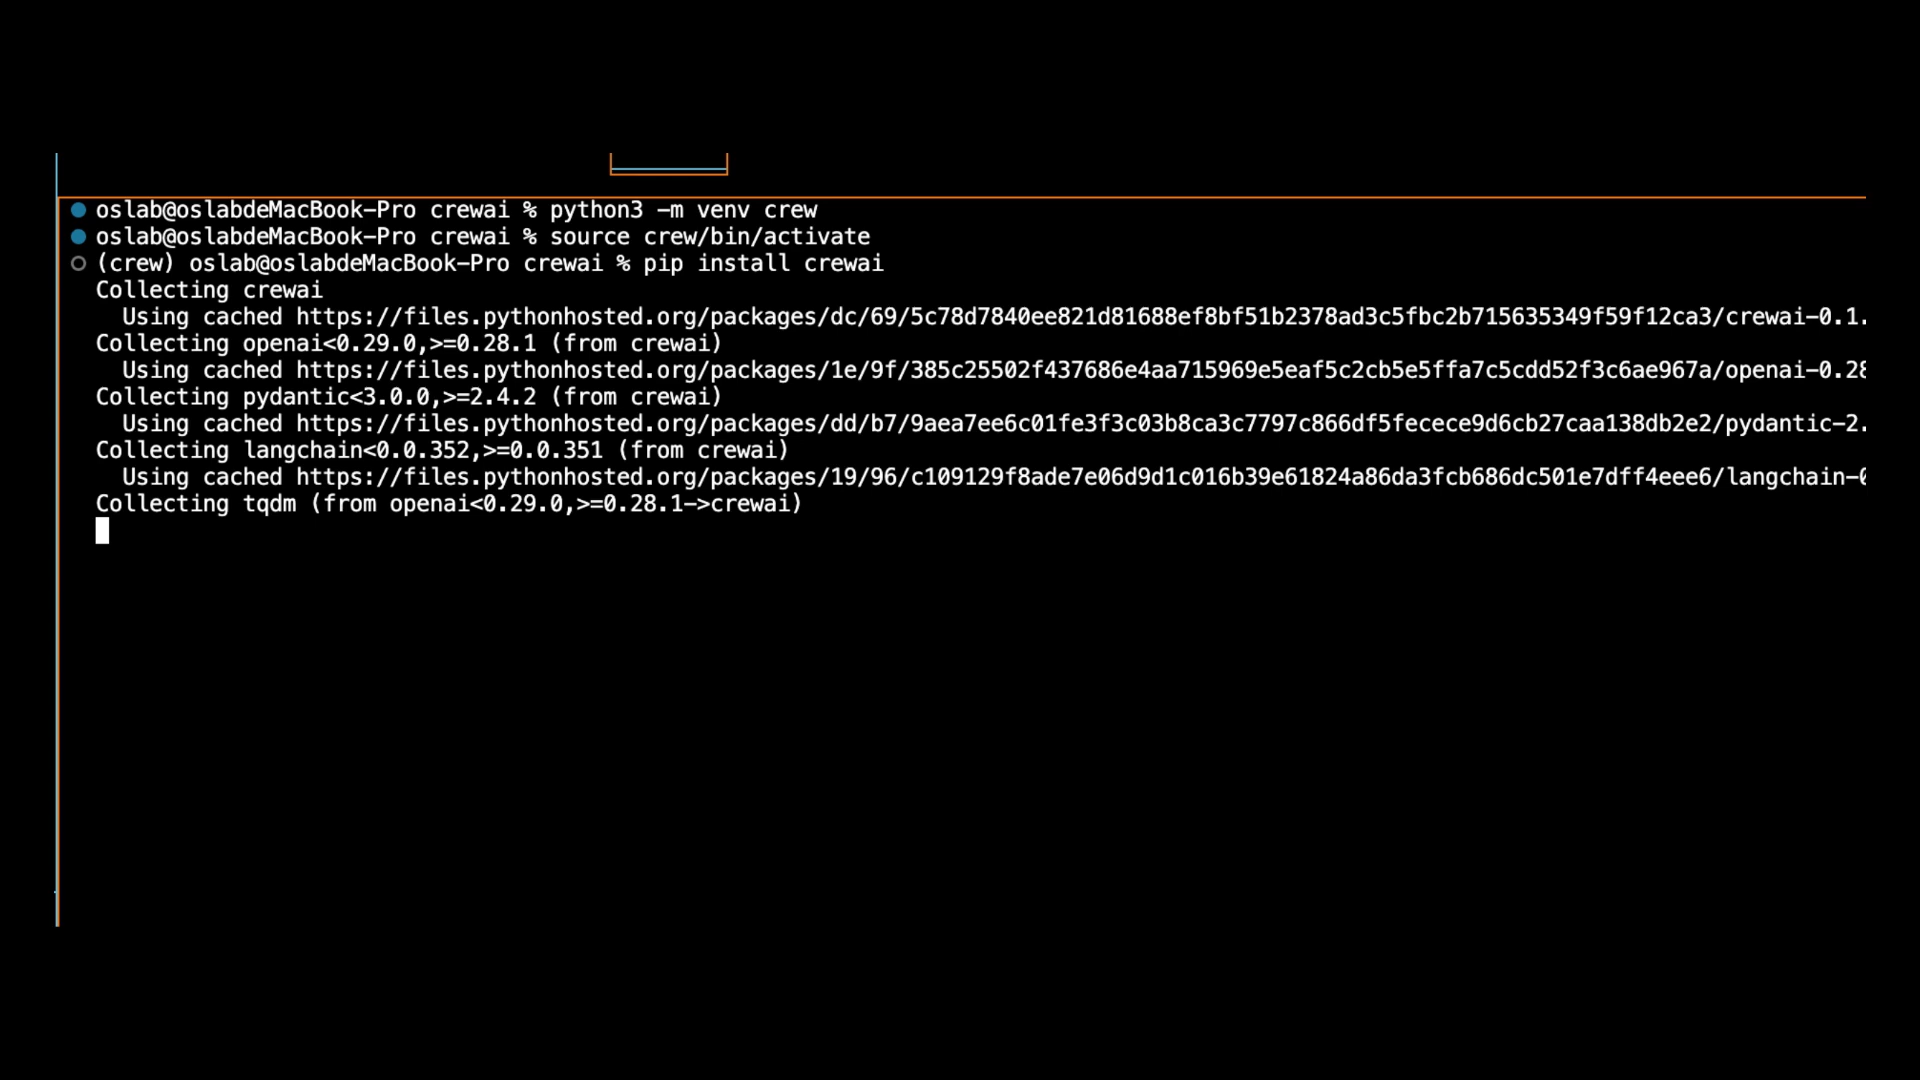 oslab@oslabdeMacBook-Pro crewai % python3 -m venv crew
oslab@oslabdeMacBook-Pro crewai % source crew/bin/activate
(crew) oslab@oslabdeMacBook-Pro crewai % pip install crewai
Collecting crewai
Using cached https://files.pythonhosted.org/packages/dc/69/5c78d7840ee821d81688ef8bf51b2378ad3c5fbc2b715635349f59f12ca3/crewai-0.1.
Collecting openai<0.29.0,>=0.28.1 (from crewai)
Using cached https://files.pythonhosted.org/packages/1e/9f/385c25502f437686e4aa715969e5eaf5c2cb5e5ffa7c5cdd52f3c6ae967a/openai-0.28
Collecting pydantic<3.0.0,>=2.4.2 (from crewai)
Using cached https://files.pythonhosted.org/packages/dd/b7/9aea7ee6c01fe3f3c03b8ca3c7797c866df5fecece9d6cb27caa138db2e2/pydantic-2.
Collecting langchain<0.0.352,>=0.0.351 (from crewai)
Using cached https://files.pythonhosted.org/packages/19/96/c109129f8ade7e06d9d1c016b39e61824a86da3fcb686dc501e7dff4eee6/langchain-0
Collecting tqdm (from openai<0.29.0,>=0.28.1->crewai)